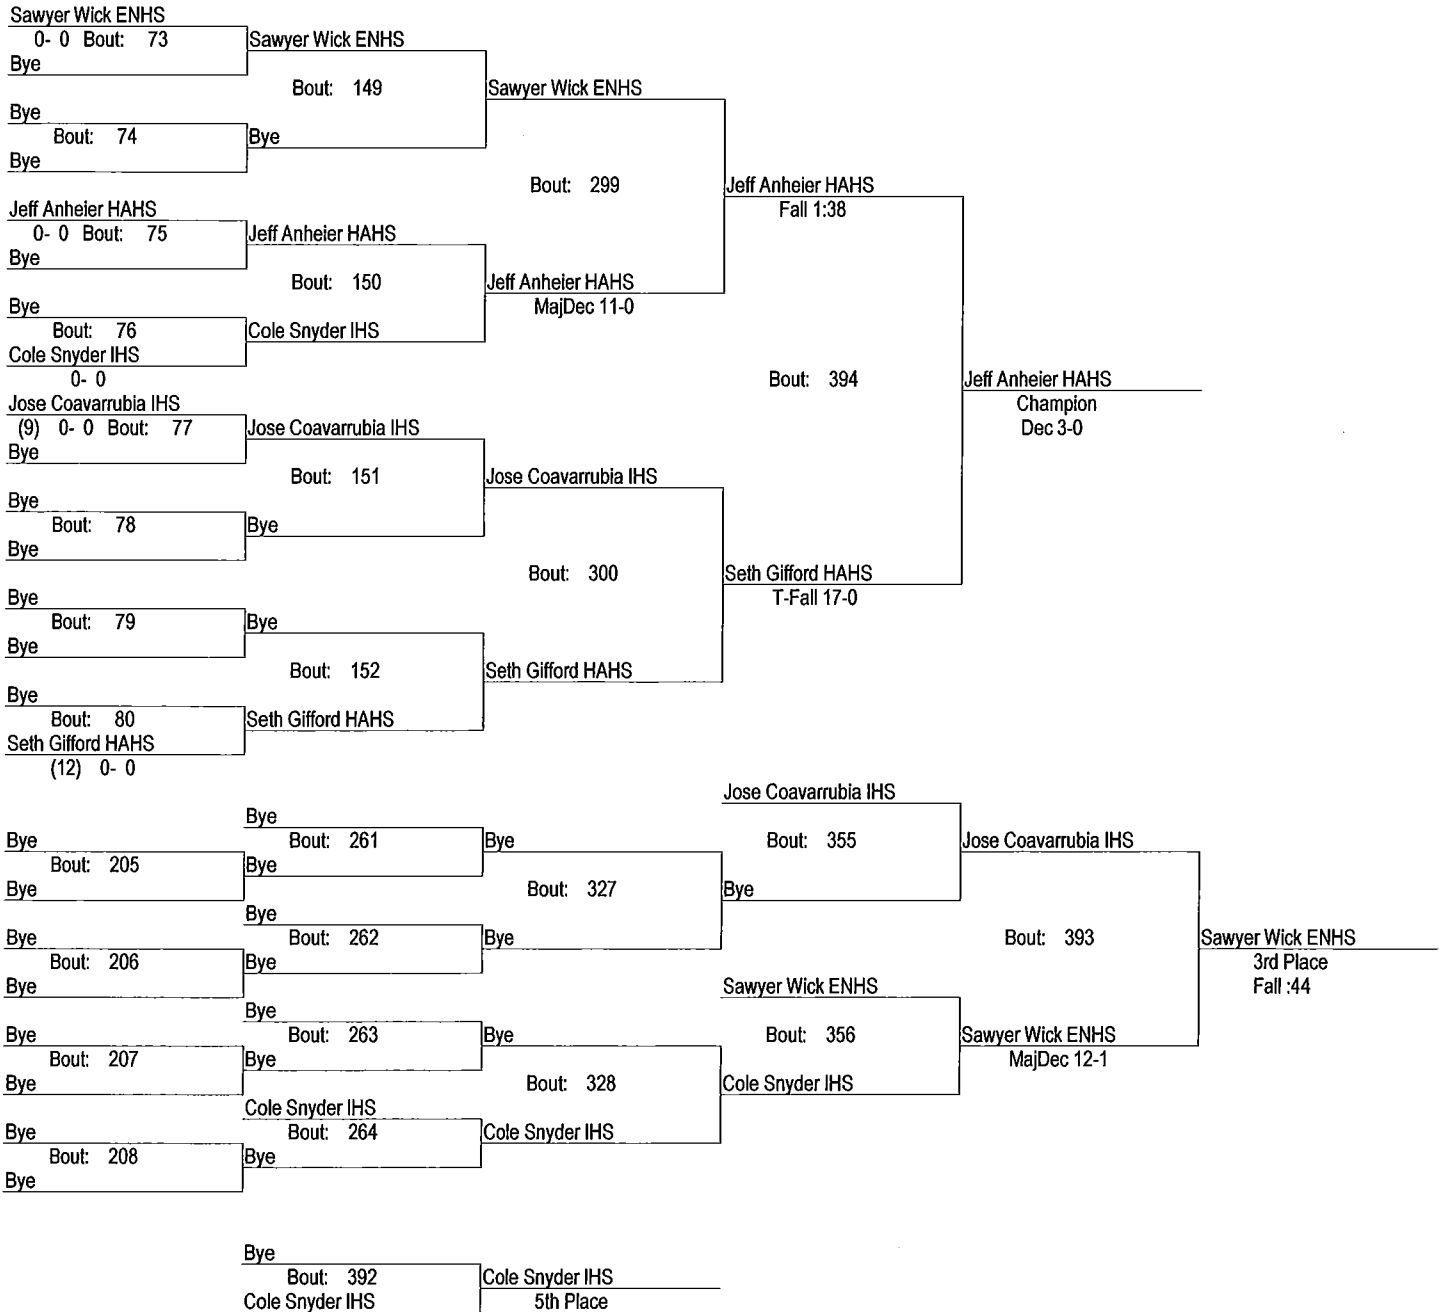 Sawyer Wick ENHS
0- 0 Bout: 73
Sawyer Wick ENHS
Bye
Bout: 149
Sawyer Wick ENHS
Bye
Bout: 74
Bye
Bye
Bout: 299
Jeff Anheier HAHS
Fall 1:38
Jeff Anheier HAHS
0- 0 Bout: 75
Jeff Anheier HAHS
Bye
Bout: 150
Jeff Anheier HAHS
MajDec 11-0
Bye
Bout: 76
Cole Snyder IHS
Cole Snyder IHS
0- 0
Bout: 394
Jeff Anheier HAHS
Champion
Dec 3-0
Jose Coavarrubia IHS
(9) 0- 0 Bout: 77
Jose Coavarrubia IHS
Bye
Bout: 151
Jose Coavarrubia IHS
Bye
Bout: 78
Bye
Bye
Bout: 300
Seth Gifford HAHS
T-Fall 17-0
Bye
Bout: 79
Bye
Bye
Bout: 152
Seth Gifford HAHS
Bye
Bout: 80
Seth Gifford HAHS
Seth Gifford HAHS
(12) 0- 0
Jose Coavarrubia IHS
Bye
Bye
Bout: 261
Bye
Bout: 355
Jose Coavarrubia IHS
Bout: 205
Bye
Bye
Bout: 327
Bye
Bye
Bye
Bout: 262
Bye
Bout: 393
Sawyer Wick ENHS
3rd Place
Fall :44
Bout: 206
Bye
Bye
Sawyer Wick ENHS
Bye
Bye
Bout: 263
Bye
Bout: 356
Sawyer Wick ENHS
MajDec 12-1
Bout: 207
Bye
Bye
Bout: 328
Cole Snyder IHS
Cole Snyder IHS
Bye
Bout: 264
Cole Snyder IHS
Bout: 208
Bye
Bye
Bye
Bout: 392
Cole Snyder IHS
Cole Snyder IHS
5th Place